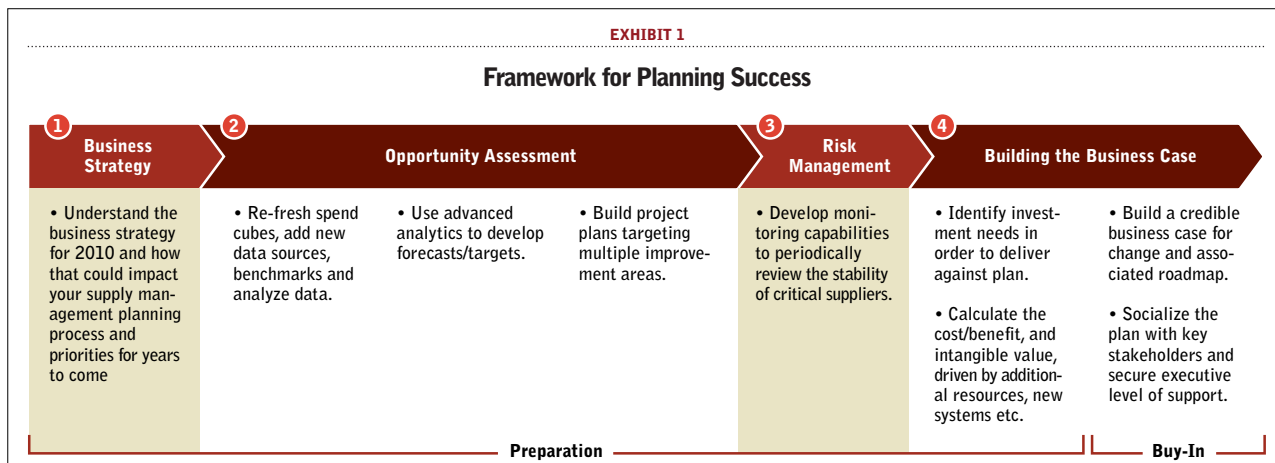 EXHIBIT 1
Framework for Planning Success
1
Business
Strategy
2
Opportunity Assessment
3
Risk
Management
4
Building the Business Case
• Understand the
business strategy
for 2010 and how
that could impact
your supply man-
agement planning
process and
priorities for years
to come
• Re-fresh spend
cubes, add new
data sources,
benchmarks and
analyze data.
• Use advanced
analytics to develop
forecasts/targets.
• Build project
plans targeting
multiple improve-
ment areas.
• Develop moni-
toring capabilities
to periodically
review the stability
of critical suppliers.
• Identify invest-
ment needs in
order to deliver
against plan.
• Calculate the
cost/benefit, and
intangible value,
driven by addition-
al resources, new
systems etc.
• Build a credible
business case for
change and asso-
ciated roadmap.
• Socialize the
plan with key
stakeholders and
secure executive
level of support.
Preparation
Buy-In